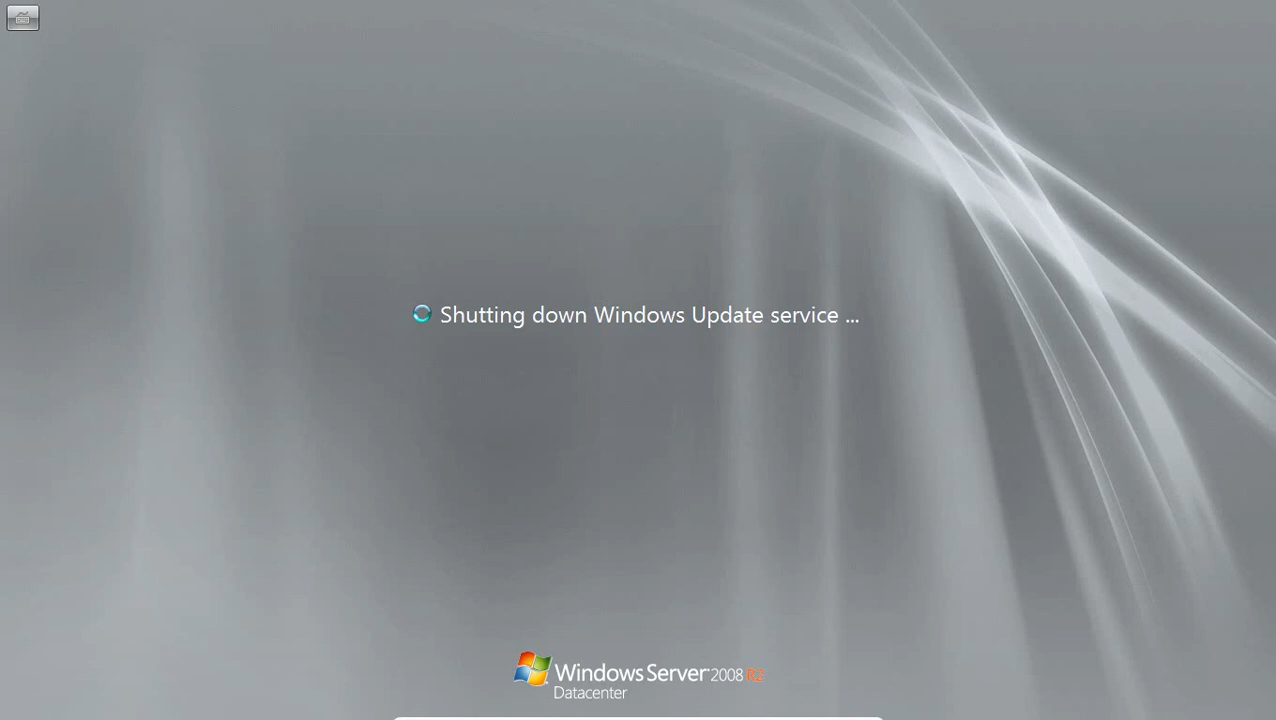 Shutting down Windows Update service ...
Windows Server 2008 R2
Datacenter